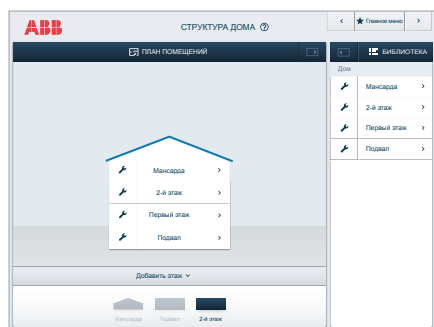 ABB
СТРУКТУРА ДОМА ?
Главное меню
ПЛАН ПОМЕЩЕНИЙ
БИБЛИОТЕКА
Дом
Мансарда
2-й этаж
Первый этаж
Подвал
Мансарда
2-й этаж
Первый этаж
Подвал
Добавить этаж
Мансарда Подвал 2-й этаж